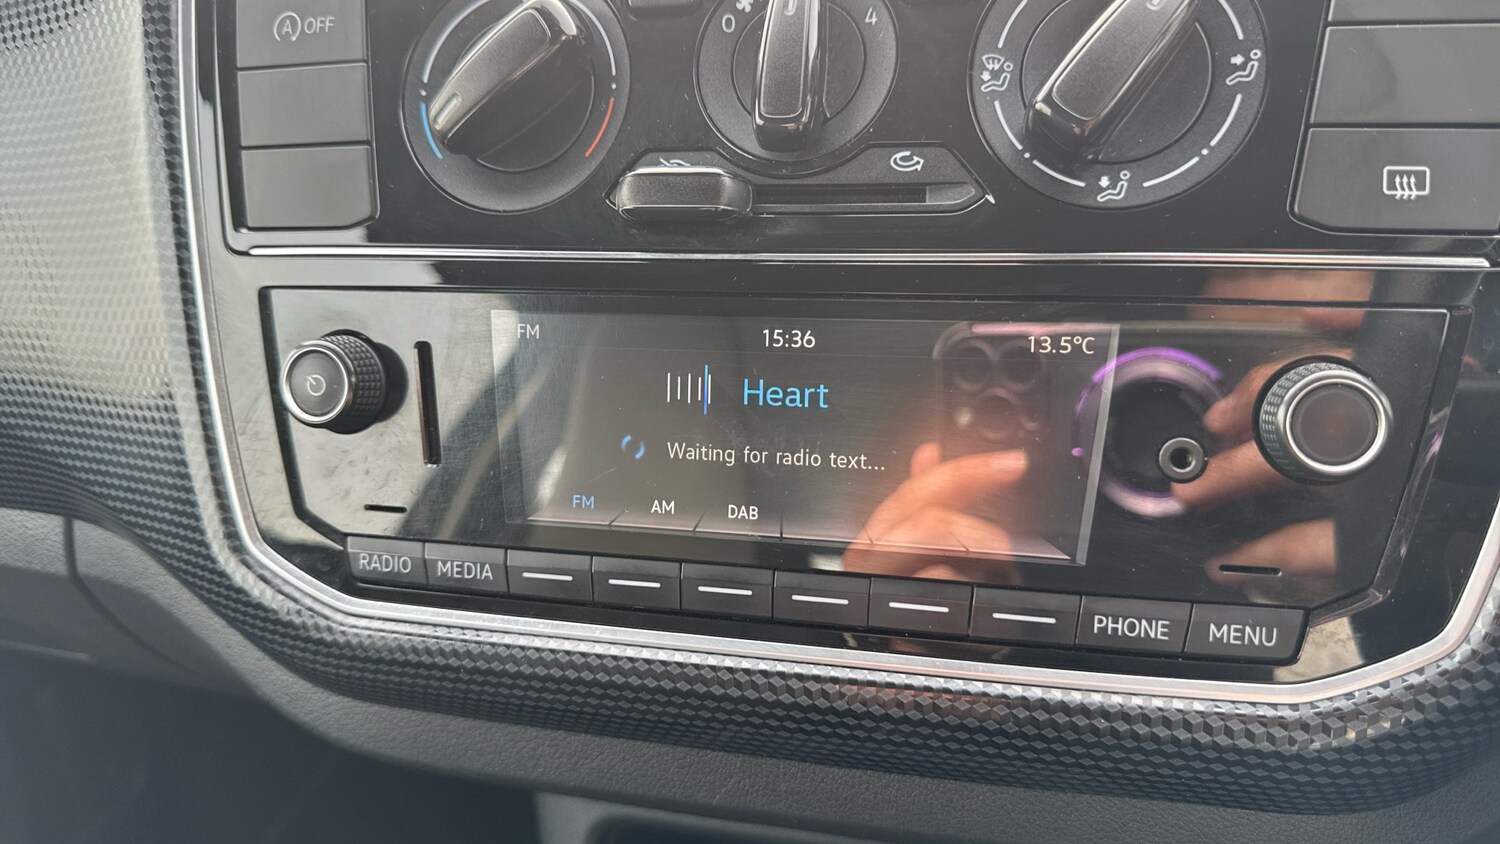 A OFF
0
4
FM
15:36
13.5°C
Heart
Waiting for radio text...
FM
AM
DAB
RADIO
MEDIA
PHONE
MENU